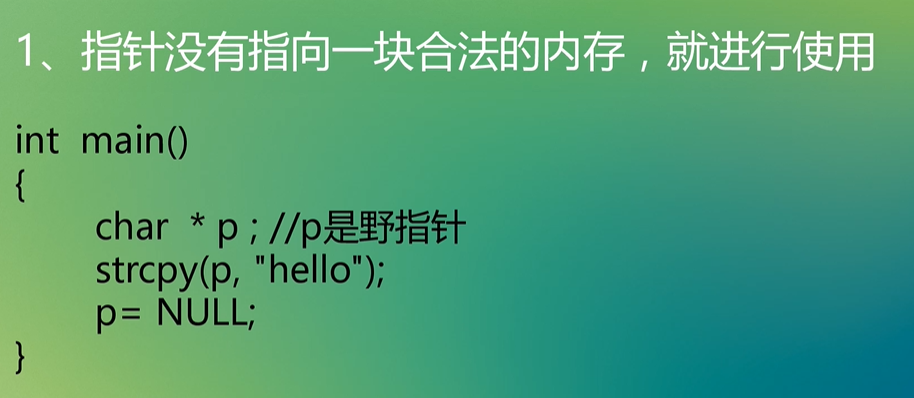 1、指针没有指向一块合法的内存，就进行使用
int main()
{
char * p ; //p是野指针
strcpy(p, "hello");
p= NULL;
}